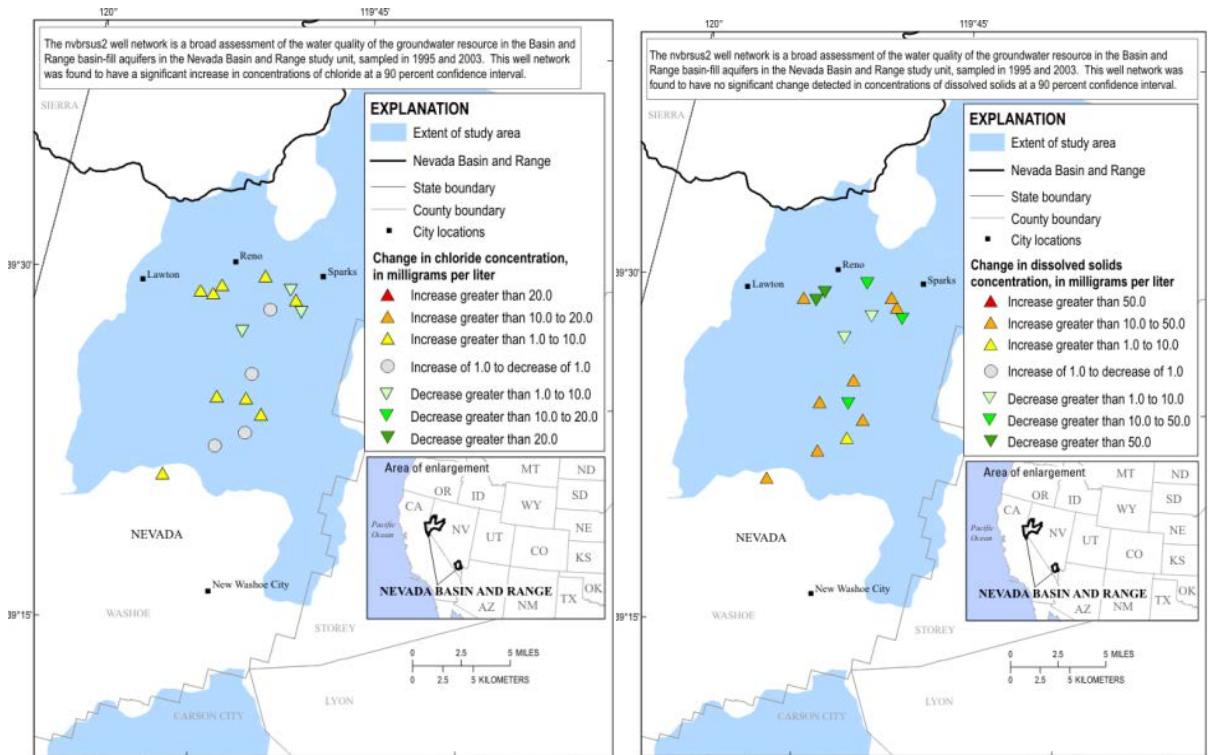 120°
119°45
The nvbrsus2 well network is a broad assessment of the water quality of the groundwater resource in the Basin and
Range basin-fill aquifers in the Nevada Basin and Range study unit, sampled in 1995 and 2003. This well network
was found to have a significant increase in concentrations of chloride at a 90 percent confidence interval.
SIERRA
EXPLANATION
Extent of study area
Nevada Basin and Range
State boundary
County boundary
City locations
Change in chloride concentration,
in milligrams per liter
Increase greater than 20.0
Increase greater than 10.0 to 20.0
Increase greater than 1.0 to 10.0
Increase of 1.0 to decrease of 1.0
Decrease greater than 1.0 to 10.0
Decrease greater than 10.0 to 20.0
Decrease greater than 20.0
39°30
Reno
Lawton
Sparks
NEVADA
New Washoe City
WASHOE
39°15
STOREY
LYON
CARSON CITY
Area of enlargement
MT
ND
OR
ID
SD
CA
WY
NV
NE
Pacific
Ocean
UT
CO
KS
NEVADA BASIN AND RANGE
OK
AZ
NM
TX
0 2.5 5 MILES
0 2.5 5 KILOMETERS
120°
119°45
The nvbrsus2 well network is a broad assessment of the water quality of the groundwater resource in the Basin and
Range basin-fill aquifers in the Nevada Basin and Range study unit, sampled in 1995 and 2003. This well network was
found to have no significant change detected in concentrations of dissolved solids at a 90 percent confidence interval.
SIERRA
EXPLANATION
Extent of study area
Nevada Basin and Range
State boundary
County boundary
City locations
Change in dissolved solids
concentration, in milligrams per liter
Increase greater than 50.0
Increase greater than 10.0 to 50.0
Increase greater than 1.0 to 10.0
Increase of 1.0 to decrease of 1.0
Decrease greater than 1.0 to 10.0
Decrease greater than 10.0 to 50.0
Decrease greater than 50.0
39°30
Reno
Lawton
Sparks
NEVADA
New Washoe City
WASHOE
39°15
STOREY
LYON
CARSON CITY
Area of enlargement
MT
ND
OR
ID
SD
CA
WY
NV
NE
Pacific
Ocean
UT
CO
KS
NEVADA BASIN AND RANGE
OK
AZ
NM
TX
0 2.5 5 MILES
0 2.5 5 KILOMETERS